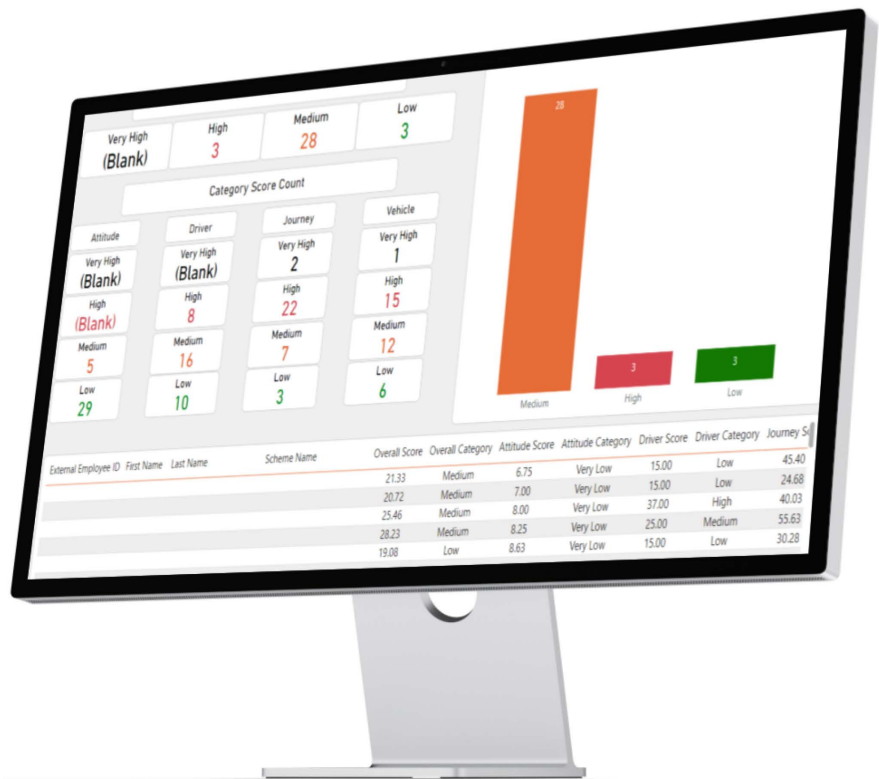 Very High High Medium Low
(Blank) 3 28 3
Category Score Count
Attitude Driver Journey Vehicle
Very High Very High Very High Very High
(Blank) (Blank) 2 1
High High High High
(Blank) 8 22 15
Medium Medium Medium Medium
5 16 7 12
Low Low Low Low
29 10 3 6
28
3 3
Medium High Low
External Employee ID First Name Last Name Scheme Name Overall Score Overall Category Attitude Score Attitude Category Driver Score Driver Category Journey
21.33 Medium 6.75 Very Low 15.00 Low 45.40
20.72 Medium 7.00 Very Low 15.00 Low 24.68
25.46 Medium 8.00 Very Low 37.00 High 40.03
28.23 Medium 8.25 Very Low 25.00 Medium 55.63
19.08 Low 8.63 Very Low 15.00 Low 30.28